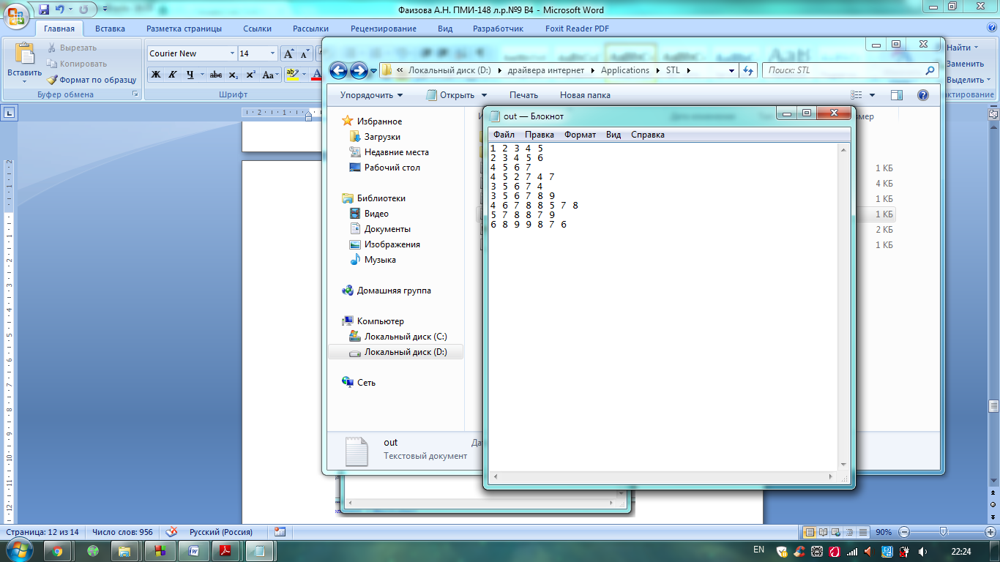 Фаизова А.Н. ПМИ-148 л.р.№9 В4 - Microsoft Word
Главная Вставка Разметка страницы Ссылки Рассылки Рецензирование Вид Разработчик Foxit Reader PDF
Вставить
Вырезать
Копировать
Формат по образцу
Буфер обмена
Courier New 14
Ж К Ч abc x₂ x² Aa
Шрифт
Найти
Заменить
Выделить
Локальный диск (D:) драйвера интернет Applications STL
Поиск: STL
Упорядочить Открыть Печать Новая папка
Избранное
Загрузки
Недавние места
Рабочий стол
Библиотеки
Видео
Документы
Изображения
Музыка
Домашняя группа
Компьютер
Локальный диск (C:)
Локальный диск (D:)
Сеть
1 КБ
4 КБ
1 КБ
1 КБ
2 КБ
1 КБ
out
Текстовый документ
out — Блокнот
Файл Правка Формат Вид Справка
1 2 3 4 5
2 3 4 5 6
4 5 6 7
4 5 2 7 4 7
3 5 6 7 4
3 5 6 7 8 9
4 6 7 8 8 5 7 8
5 7 8 8 7 9
6 8 9 9 8 7 6
Страница: 12 из 14 Число слов: 956 Русский (Россия) 90%
EN 22:24